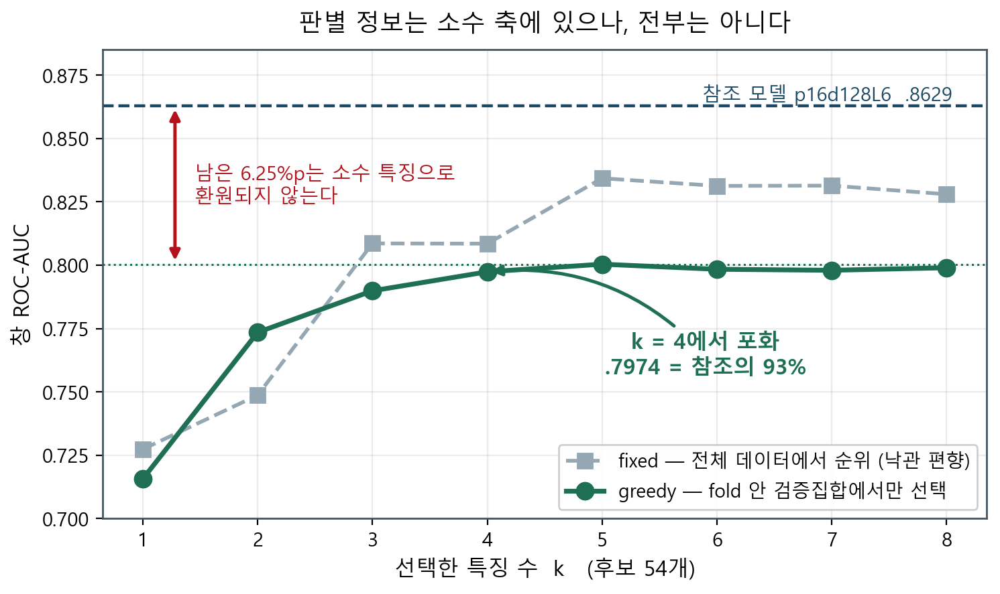 판별 정보는 소수 축에 있으나, 전부는 아니다
참조 모델 p16d128L6 .8629
남은 6.25%p는 소수 특징으로
환원되지 않는다
k = 4에서 포화
.7974 = 참조의 93%
fixed — 전체 데이터에서 순위 (낙관 편향)
greedy — fold 안 검증집합에서만 선택
창 ROC-AUC
0.875
0.850
0.825
0.800
0.775
0.750
0.725
0.700
1 2 3 4 5 6 7 8
선택한 특징 수 k (후보 54개)